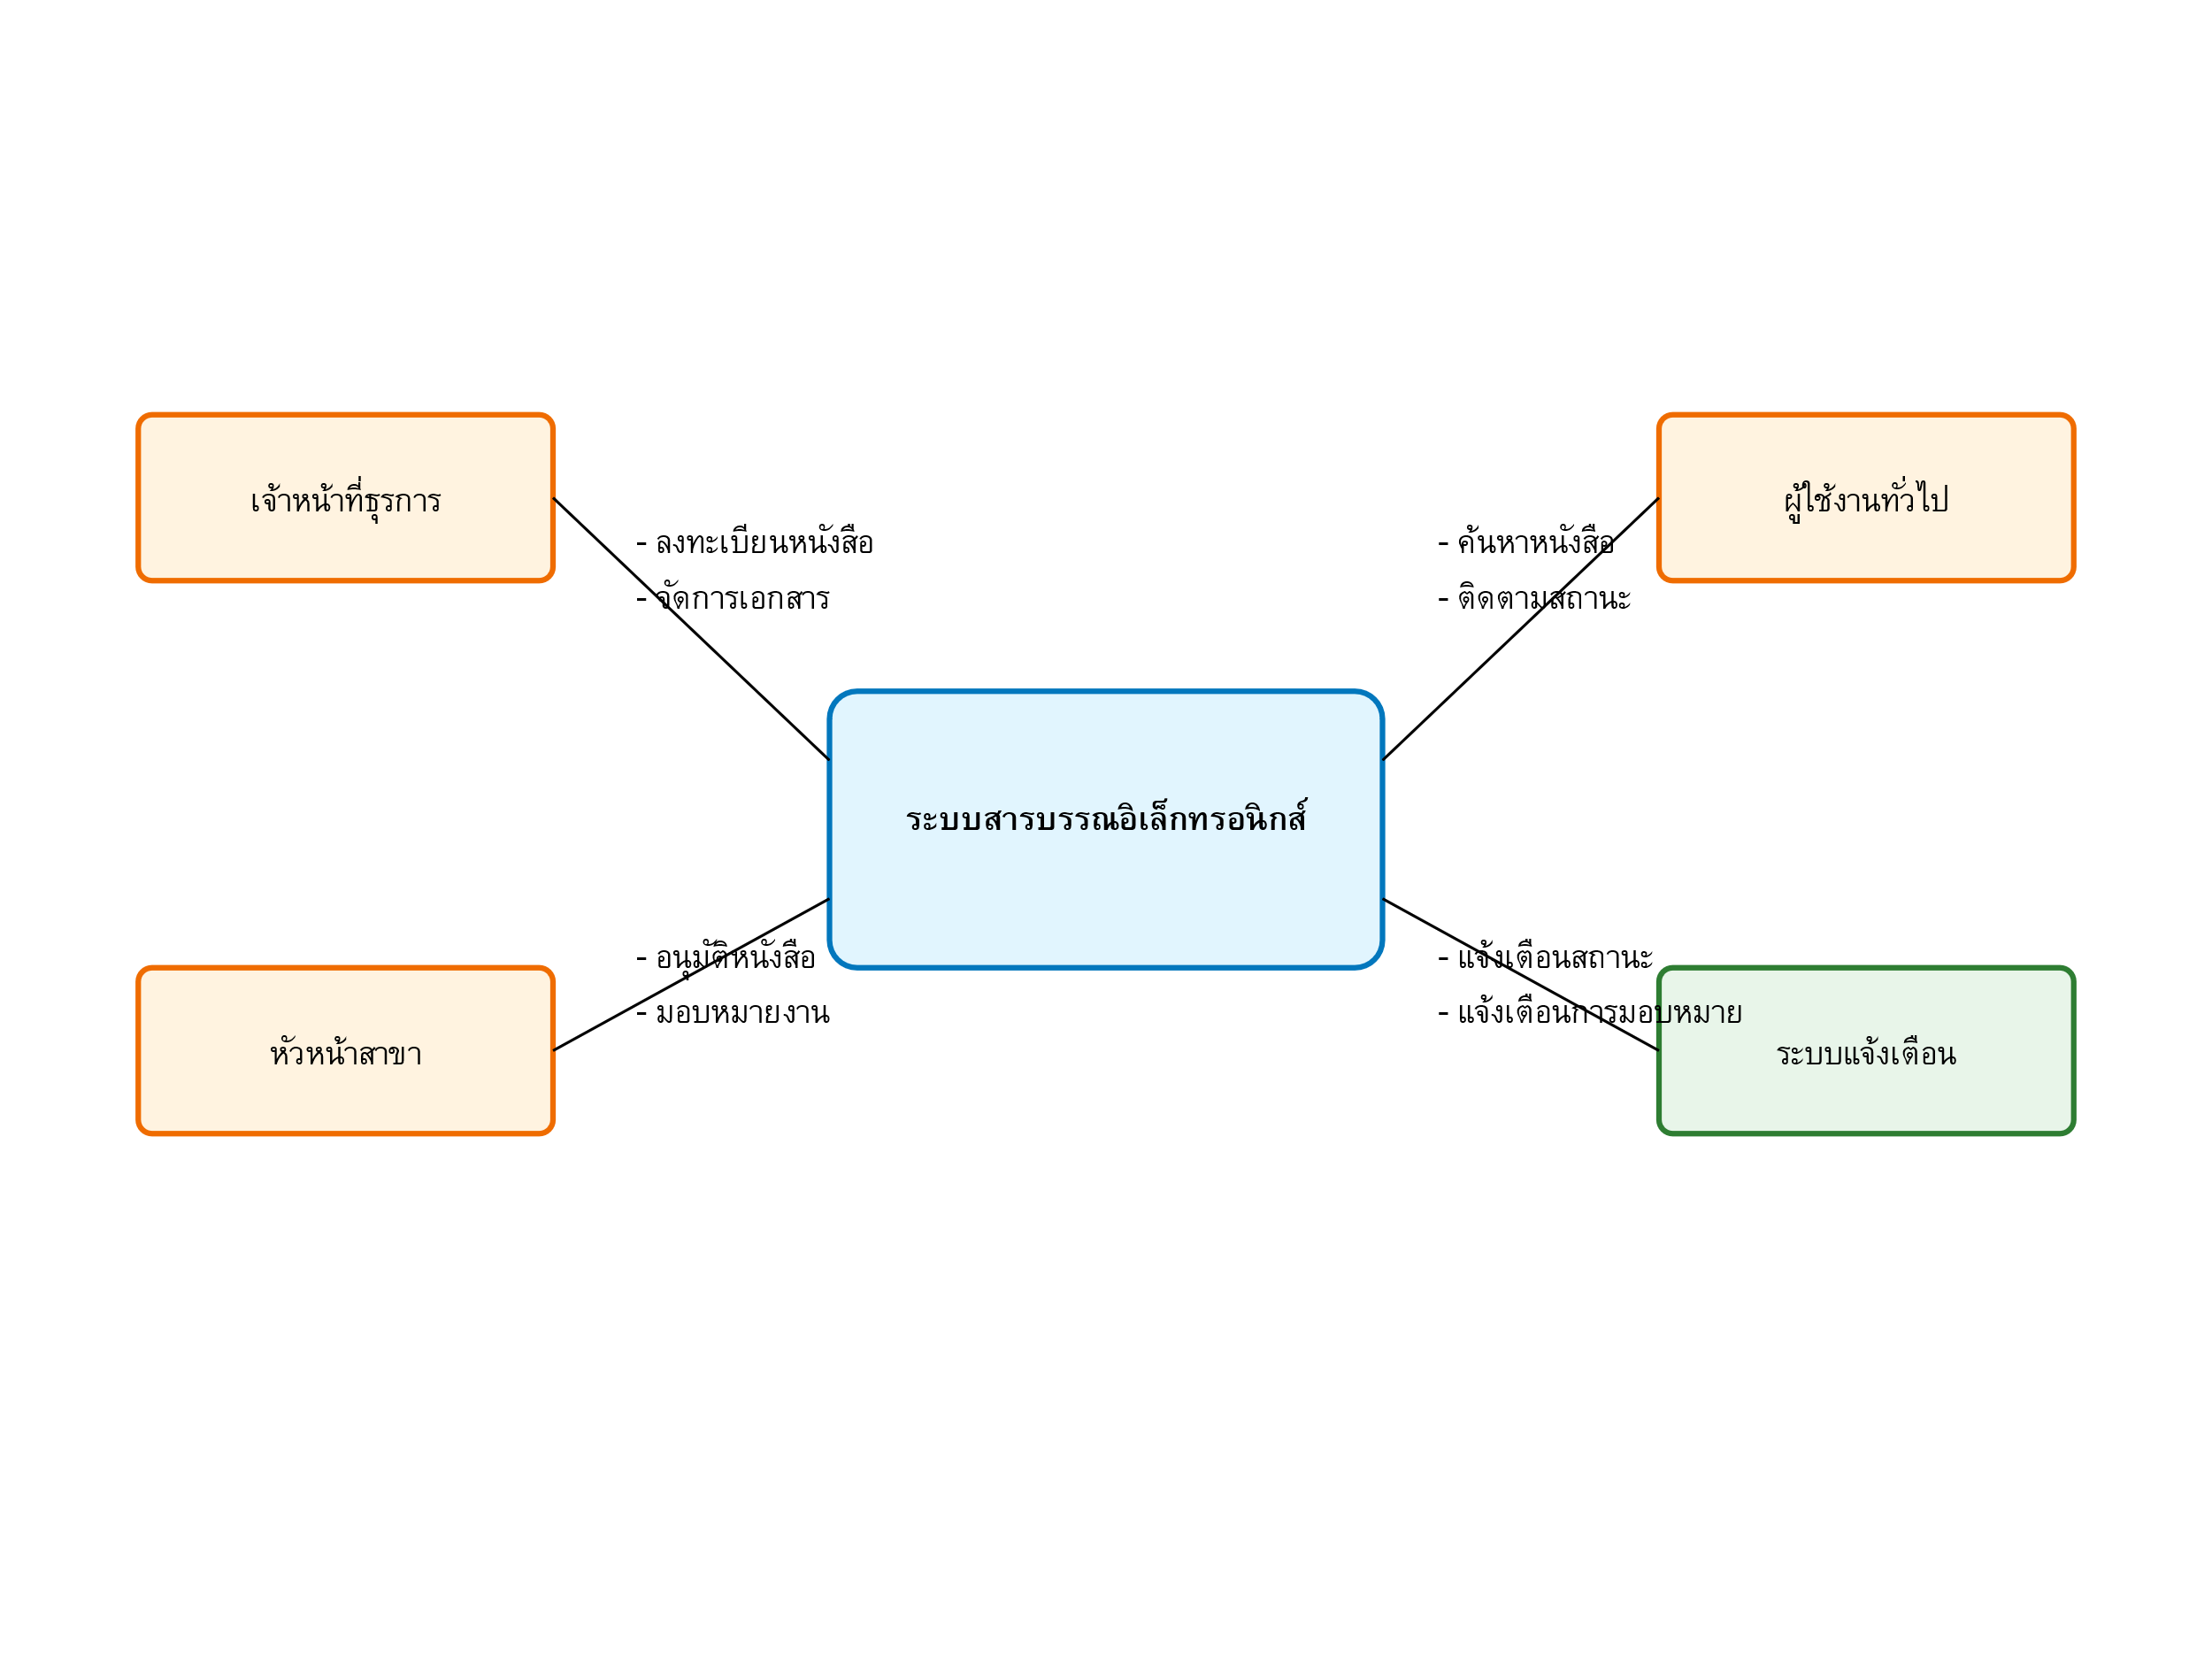 เจ้าหน้าที่ธุรการ
ผู้ใช้งานทั่วไป
- ลงทะเบียนหนังสือ
- จัดการเอกสาร
- ค้นหาหนังสือ
- ติดตามสถานะ
ระบบสารบรรณอิเล็กทรอนิกส์
- อนุมัติหนังสือ
- มอบหมายงาน
- แจ้งเตือนสถานะ
- แจ้งเตือนการมอบหมาย
หัวหน้าสาขา
ระบบแจ้งเตือน